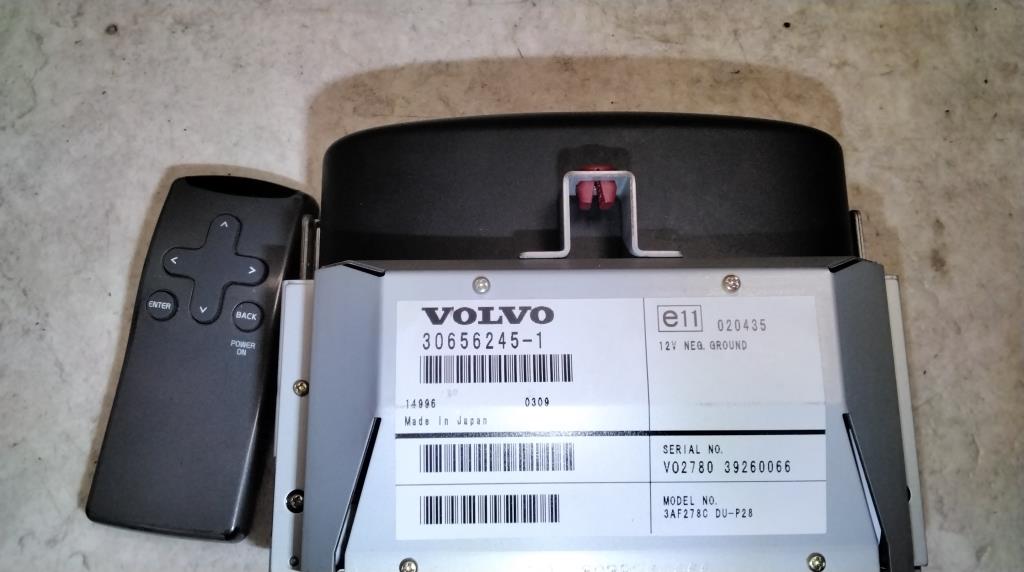 ^
<
>
v
ENTER
BACK
POWER
ON
VOLVO
30656245-1
14996 0309
Made in Japan
e11 020435
12V NEG. GROUND
SERIAL NO.
VO2780 39260066
MODEL NO.
3AF278C DU-P28